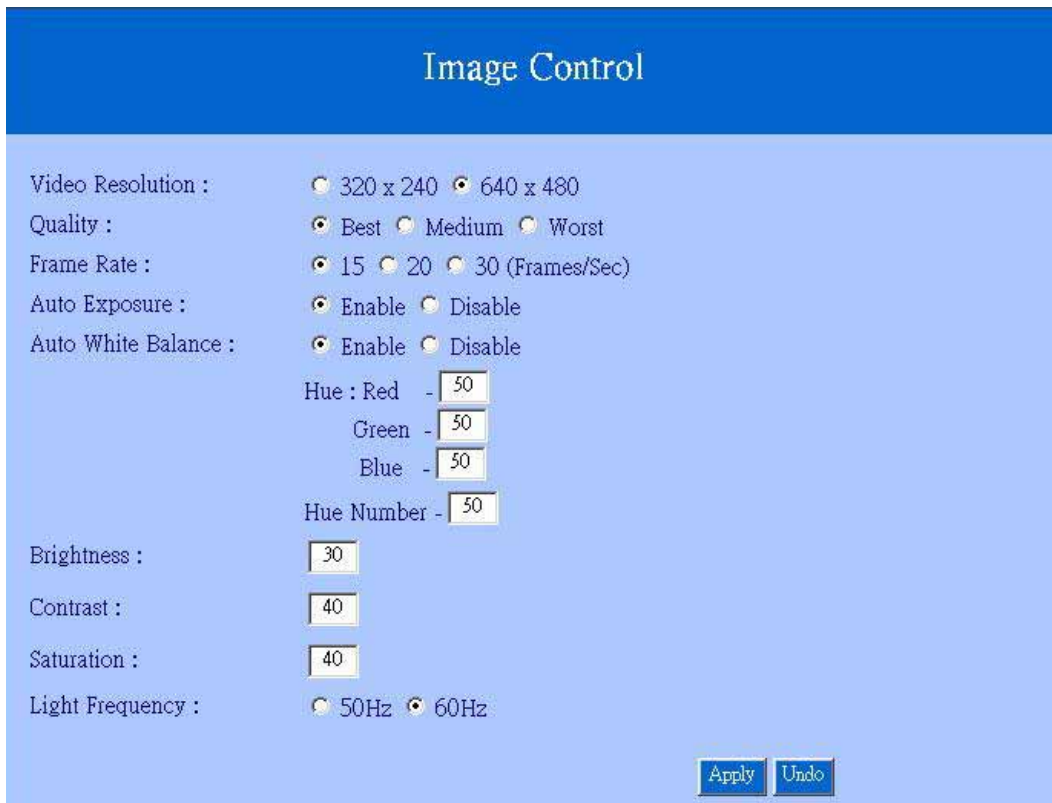 Image Control
Video Resolution : 320 x 240 640 x 480
Quality : Best Medium Worst
Frame Rate : 15 20 30 (Frames/Sec)
Auto Exposure : Enable Disable
Auto White Balance : Enable Disable
Hue : Red - 50
Green - 50
Blue - 50
Hue Number - 50
Brightness : 30
Contrast : 40
Saturation : 40
Light Frequency : 50Hz 60Hz
Apply Undo